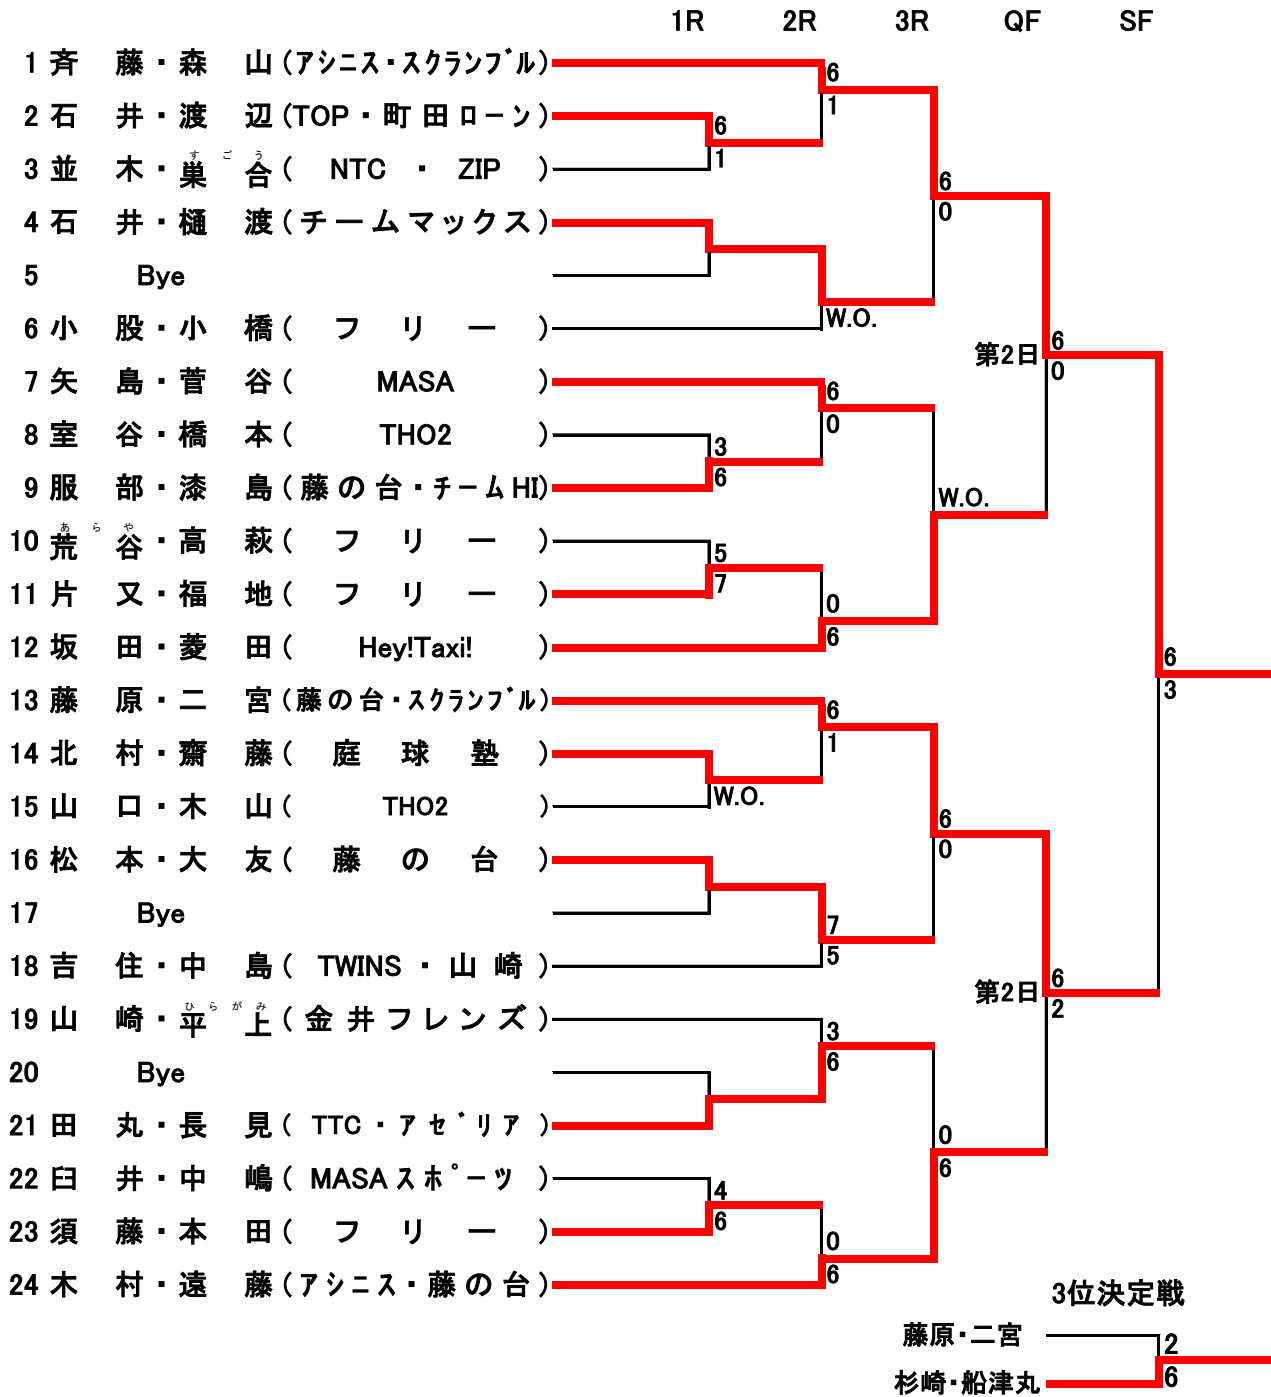 1R 2R 3R QF SF
1 斉 藤・森 山 (アシニス・スクランブル)
6
2 石 井・渡 辺 (TOP・町田ローン) 6 1
3 並 木・巣 合 ( NTC ・ ZIP ) 1
すごう
6
4 石 井・樋 渡 (チームマックス) 0
5 Bye
6 小 股・小 橋 ( フ リ ー ) W.O.
第2日 6
7 矢 島・菅 谷 ( MASA ) 6 0
8 室 谷・橋 本 ( THO2 ) 3 0
9 服 部・漆 島 (藤の台・チームHI) 6 W.O.
あらや
10 荒 谷・高 萩 ( フ リ ー ) 5
11 片 又・福 地 ( フ リ ー ) 7 0
12 坂 田・菱 田 ( Hey!Taxi! ) 6 6
13 藤 原・二 宮 (藤の台・スクランブル) 6 3
14 北 村・齋 藤 ( 庭 球 塾 ) 1
15 山 口・木 山 ( THO2 ) W.O. 6
16 松 本・大 友 ( 藤 の 台 ) 0
17 Bye 7
18 吉 住・中 島 ( TWINS ・ 山 崎 ) 5 6
第2日
ひらがみ
19 山 崎・平 上 (金井フレンズ) 3 2
20 Bye 6
21 田 丸・長 見 ( TTC ・ アゼリア ) 0
22 臼 井・中 嶋 ( MASAスポーツ ) 4 6
23 須 藤・本 田 ( フ リ ー ) 6 0
24 木 村・遠 藤 (アシニス・藤の台) 6
3位決定戦
藤原・二宮 2
杉崎・船津丸 6